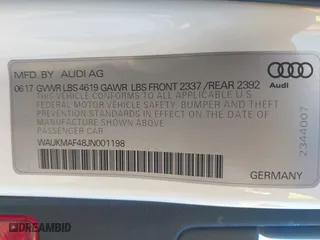 MFD BY AUDI AG
06 17 GVWR LBS 4619 GAWR LBS FRONT 2337 /REAR 2392
THIS VEHICLE CONFORMS TO ALL APPLICABLE U.S.
FEDERAL MOTOR VEHICLE SAFETY, BUMPER AND THEFT
PREVENTION STANDARDS IN EFFECT ON THE DATE OF
MANUFACTURE SHOWN ABOVE.
PASSENGER CAR
WAUKMAF48JN001198
Audi
2344007
GERMANY